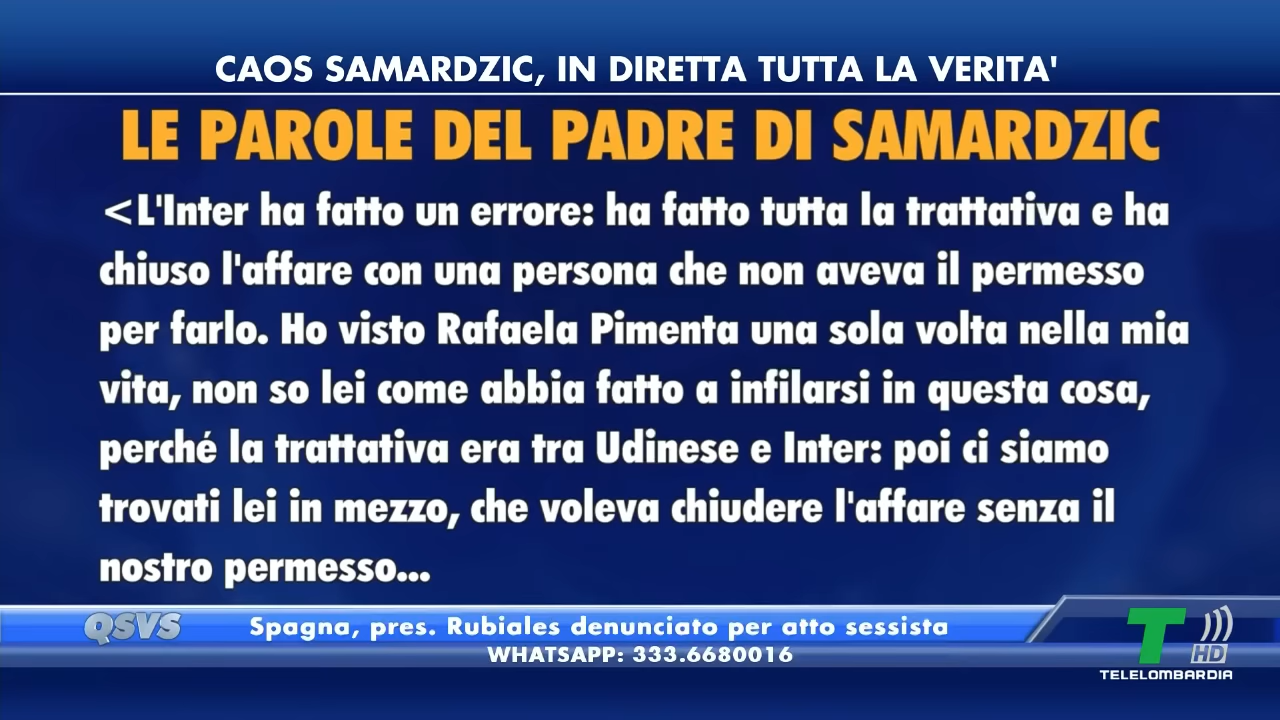 CAOS SAMARDZIC, IN DIRETTA TUTTA LA VERITA'
LE PAROLE DEL PADRE DI SAMARDZIC
<L'Inter ha fatto un errore: ha fatto tutta la trattativa e ha
chiuso l'affare con una persona che non aveva il permesso
per farlo. Ho visto Rafaela Pimenta una sola volta nella mia
vita, non so lei come abbia fatto a infilarsi in questa cosa,
perché la trattativa era tra Udinese e Inter: poi ci siamo
trovati lei in mezzo, che voleva chiudere l'affare senza il
nostro permesso...
QSVS
Spagna, pres. Rubiales denunciato per atto sessista
WHATSAPP: 333.6680016
T HD
TELELOMBARDIA